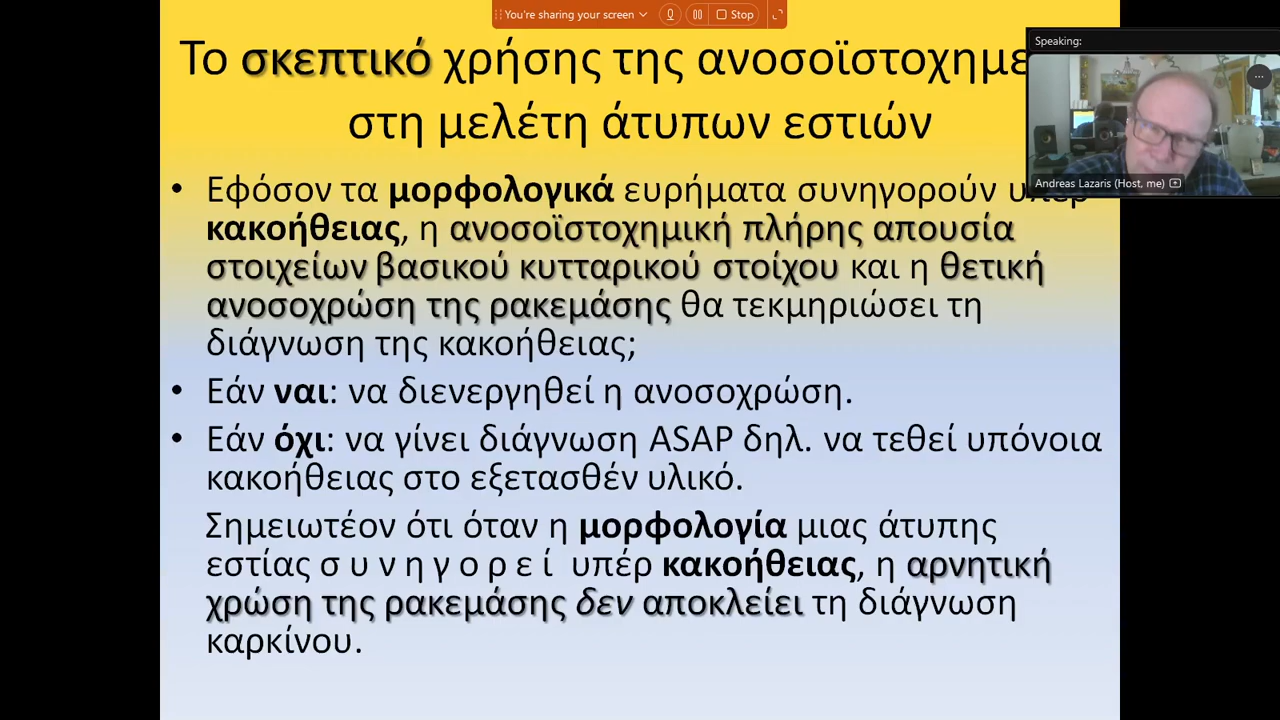 You're sharing your screen
Stop
Speaking:
Andreas Lazaris (Host, me)
Το σκεπτικό χρήσης της ανοσοϊστοχημε
στη μελέτη άτυπων εστιών
• Εφόσον τα μορφολογικά ευρήματα συνηγορούν υπέρ
κακοήθειας, η ανοσοϊστοχημική πλήρης απουσία
στοιχείων βασικού κυτταρικού στοίχου και η θετική
ανοσοχρώση της ρακεμάσης θα τεκμηριώσει τη
διάγνωση της κακοήθειας;
• Εάν ναι: να διενεργηθεί η ανοσοχρώση.
• Εάν όχι: να γίνει διάγνωση ASAP δηλ. να τεθεί υπόνοια
κακοήθειας στο εξετασθέν υλικό.
Σημειωτέον ότι όταν η μορφολογία μιας άτυπης
εστίας σ υ ν η γ ο ρ ε ί υπέρ κακοήθειας, η αρνητική
χρώση της ρακεμάσης δεν αποκλείει τη διάγνωση
καρκίνου.